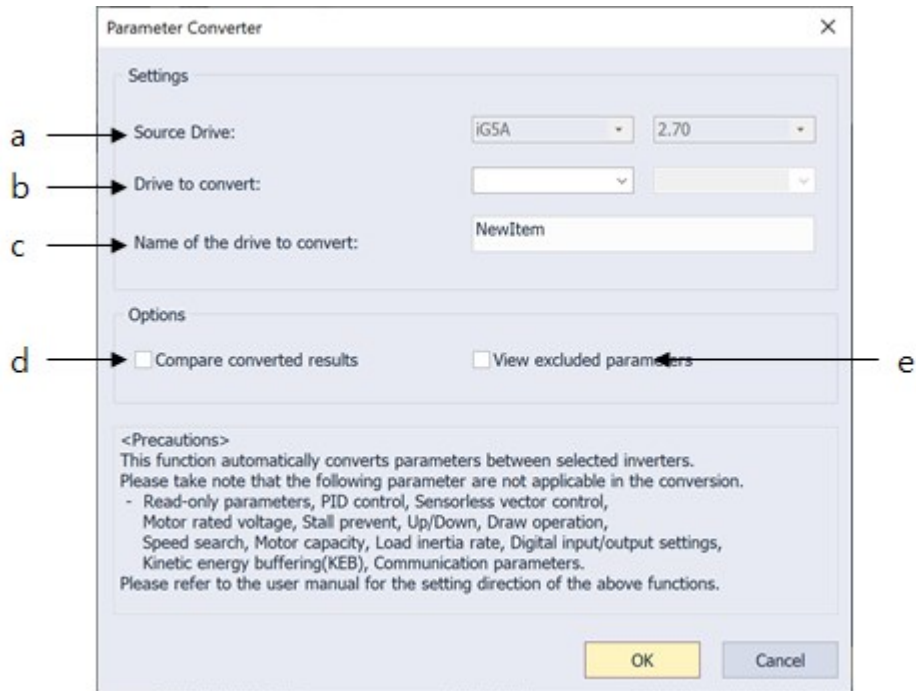 Parameter Converter
Settings
a Source Drive: iG5A 2.70
b Drive to convert:
c Name of the drive to convert: NewItem
Options
d Compare converted results View excluded parameters e
<Precautions>
This function automatically converts parameters between selected inverters.
Please take note that the following parameter are not applicable in the conversion.
- Read-only parameters, PID control, Sensorless vector control,
Motor rated voltage, Stall prevent, Up/Down, Draw operation,
Speed search, Motor capacity, Load inertia rate, Digital input/output settings,
Kinetic energy buffering(KEB), Communication parameters.
Please refer to the user manual for the setting direction of the above functions.
OK Cancel